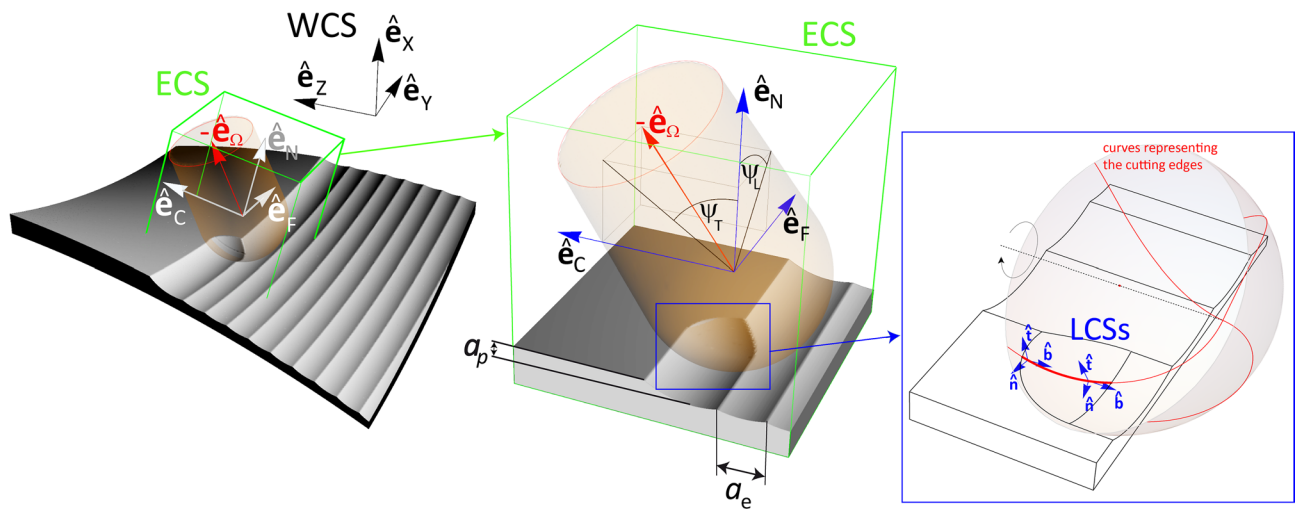 WCS
ê_X
ê_Z
ê_Y
ECS
-ê_Ω
ê_N
ê_C
ê_F
ECS
ê_N
-ê_Ω
Ψ_L
Ψ_T
ê_F
ê_C
a_p
a_e
curves representing
the cutting edges
LCSs
t̂
b̂
n̂
t̂
n̂
b̂